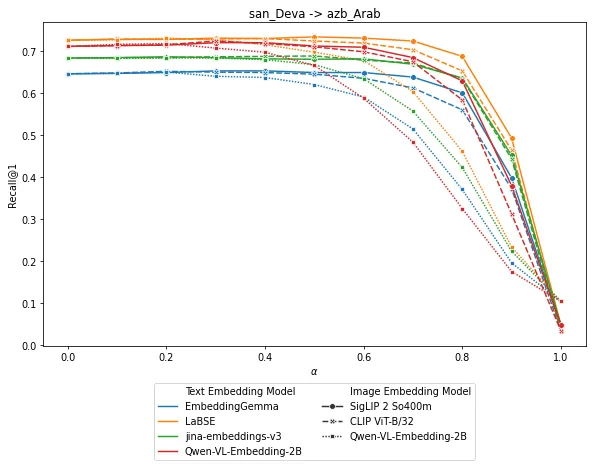 san_Deva -> azb_Arab
Recall@1
0.7
0.6
0.5
0.4
0.3
0.2
0.1
0.0
0.0 0.2 0.4 0.6 0.8 1.0
α
Text Embedding Model Image Embedding Model
EmbeddingGemma SigLIP 2 So400m
LaBSE CLIP ViT-B/32
jina-embeddings-v3 Qwen-VL-Embedding-2B
Qwen-VL-Embedding-2B